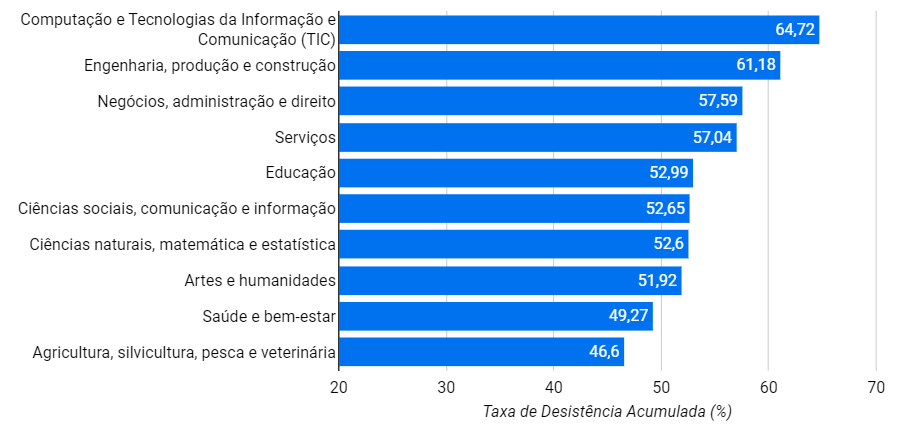 Computação e Tecnologias da Informação e
Comunicação (TIC)
64,72
Engenharia, produção e construção
61,18
Negócios, administração e direito
57,59
Serviços
57,04
Educação
52,99
Ciências sociais, comunicação e informação
52,65
Ciências naturais, matemática e estatística
52,6
Artes e humanidades
51,92
Saúde e bem-estar
49,27
Agricultura, silvicultura, pesca e veterinária
46,6
20 30 40 50 60 70
Taxa de Desistência Acumulada (%)